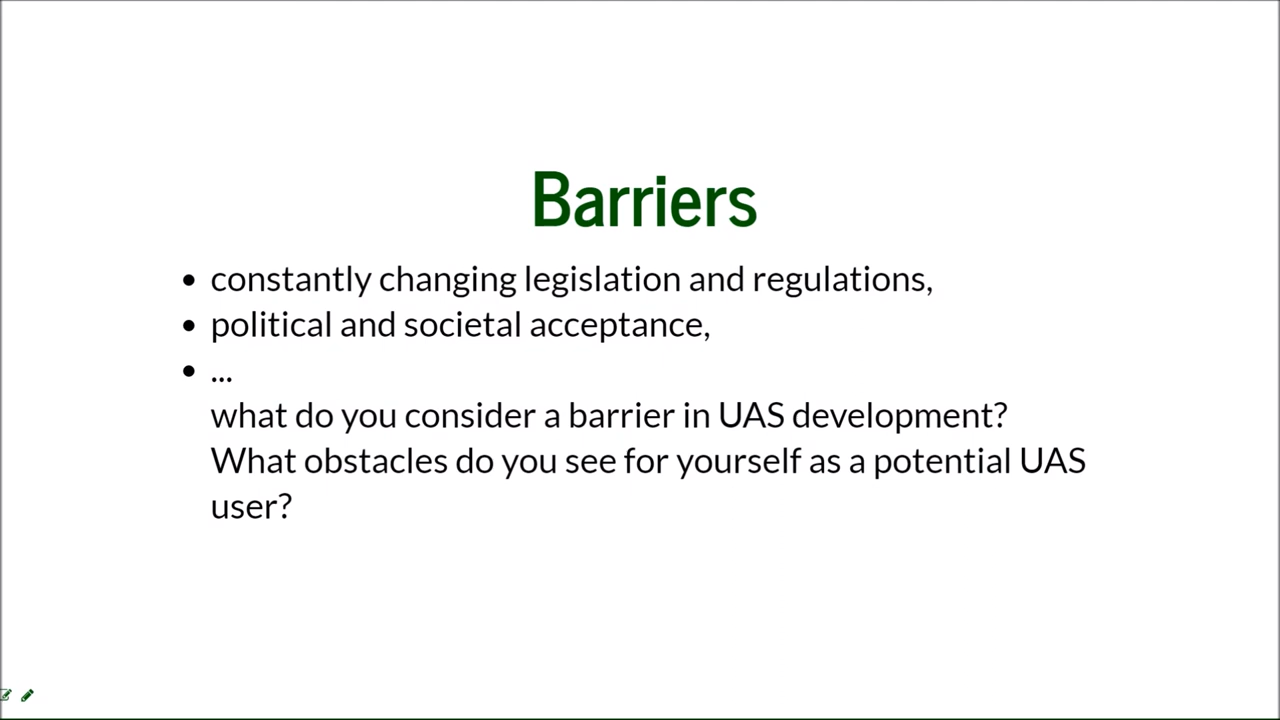 Barriers
• constantly changing legislation and regulations,
• political and societal acceptance,
• ...
what do you consider a barrier in UAS development?
What obstacles do you see for yourself as a potential UAS
user?